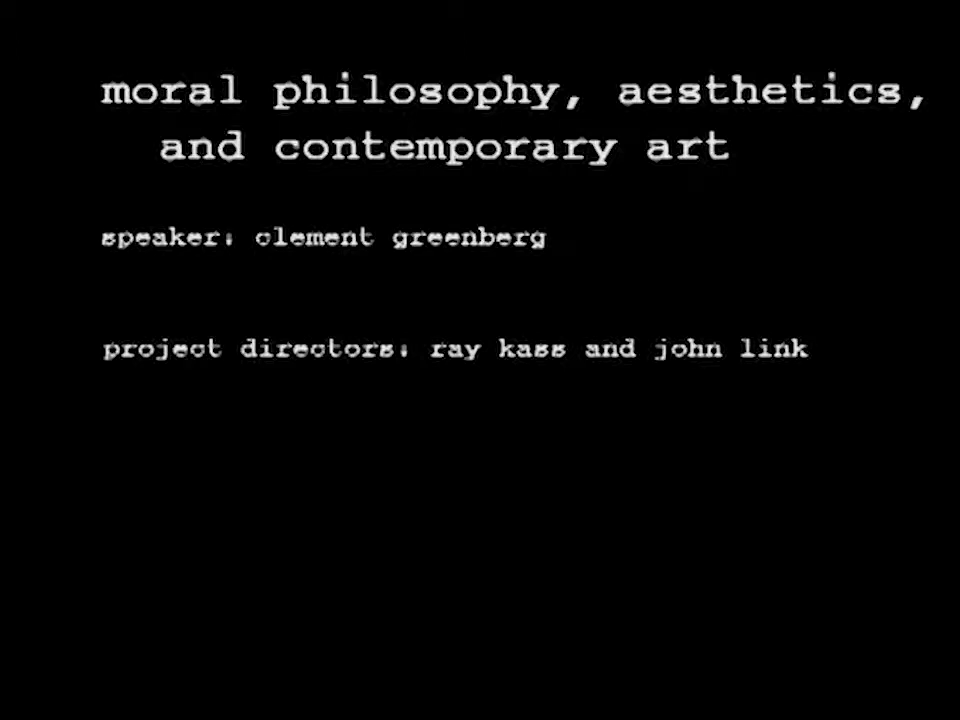 moral philosophy, aesthetics,
and contemporary art
speaker: clement greenberg
project directors: ray kass and john link